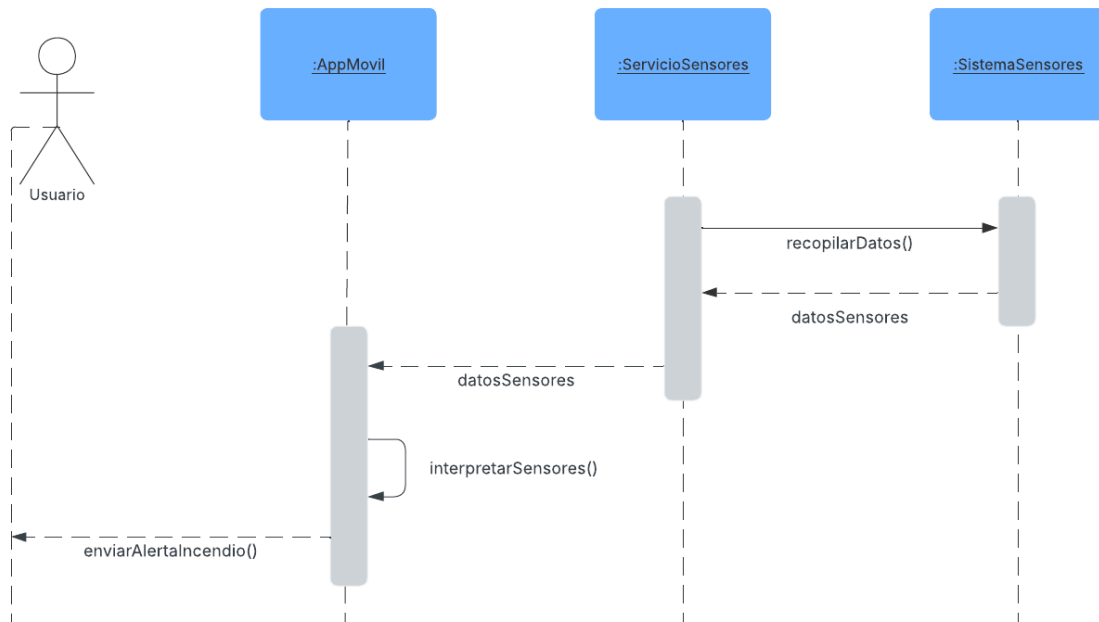 :AppMovil
:ServicioSensores
:SistemaSensores
Usuario
recopilarDatos()
datosSensores
datosSensores
interpretarSensores()
enviarAlertaIncendio()